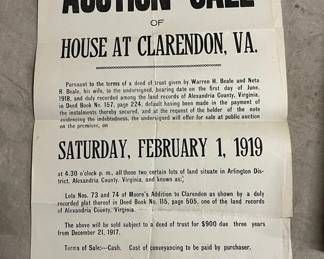 AUCTION SALE
OF
HOUSE AT CLARENDON, VA.
Pursuant to the terms of a deed of trust given by Warren H. Beale and Neta
H. Beale, his wife, to the undersigned, bearing date on the first day of June,
1918, and duly recorded among the land records of Alexandria County, Virginia,
in Deed Book No. 157, page 224, default having been made in the payment of
the instalments thereby secured, and at the request of the holder of the note
evidencing the indebtedness, the undersigned will offer for sale at public auction
on the premises, on
SATURDAY, FEBRUARY 1, 1919
at 4.30 o'clock p. m., all those two certain lots of land situate in Arlington Dis-
trict, Alexandria County, Virginia, and known as:
Lots Nos. 73 and 74 of Moore's Addition to Clarendon as shown by a duly
recorded plat thereof in Deed Book No. 115, page 505, one of the land records
of Alexandria County, Virginia.
The above will be sold subject to a deed of trust for $900 due three years
from December 21, 1917.
Terms of Sale:—Cash. Cost of conveyancing to be paid by purchaser.